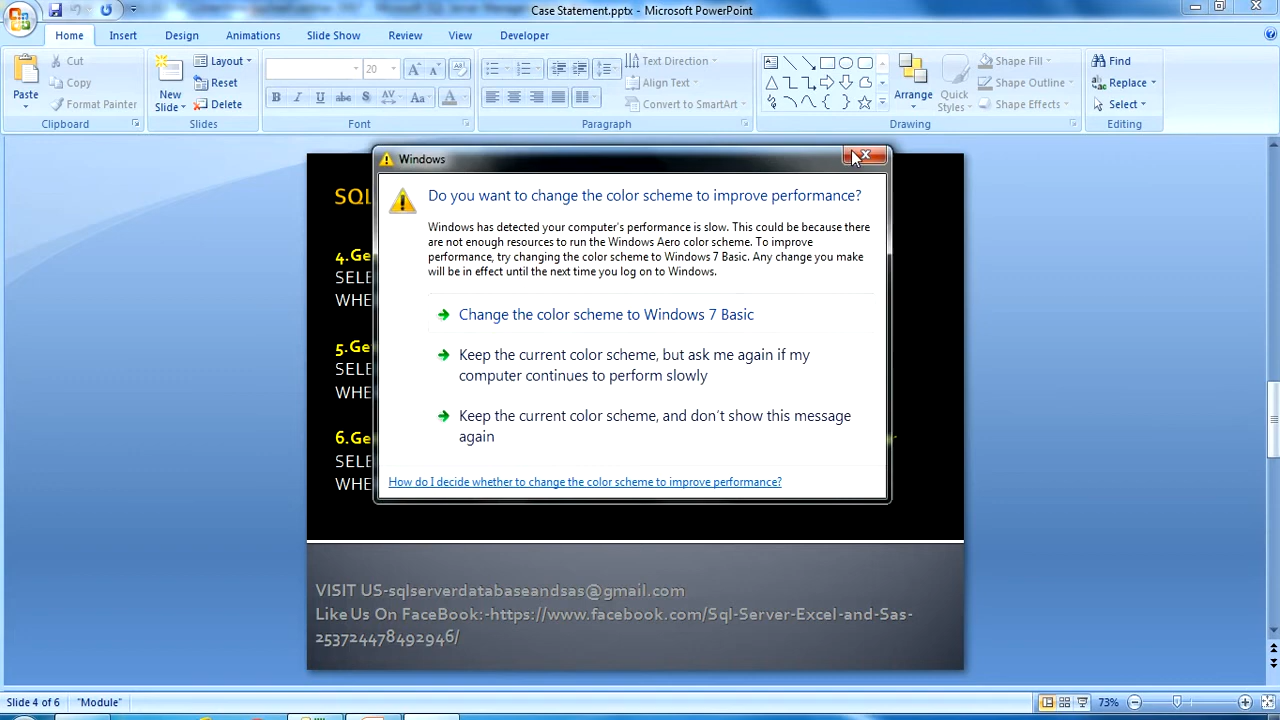 Case Statement.pptx - Microsoft PowerPoint
Home Insert Design Animations Slide Show Review View Developer
Paste
Cut
Copy
Format Painter
Clipboard
New Slide
Layout
Reset
Delete
Slides
20
B I U abc S AV Aa A
Font
Text Direction
Align Text
Convert to SmartArt
Paragraph
Arrange
Quick Styles
Shape Fill
Shape Outline
Shape Effects
Drawing
Find
Replace
Select
Editing
Windows
Do you want to change the color scheme to improve performance?
Windows has detected your computer's performance is slow. This could be because there
are not enough resources to run the Windows Aero color scheme. To improve
performance, try changing the color scheme to Windows 7 Basic. Any change you make
will be in effect until the next time you log on to Windows.
Change the color scheme to Windows 7 Basic
Keep the current color scheme, but ask me again if my
computer continues to perform slowly
Keep the current color scheme, and don't show this message
again
How do I decide whether to change the color scheme to improve performance?
SQL
4.Ge
SELE
WHE
5.Ge
SELE
WHE
6.Ge
SELE
WHE
VISIT US-sqlserverdatabaseandsas@gmail.com
Like Us On FaceBook:-https://www.facebook.com/Sql-Server-Excel-and-Sas-
253724478492946/
Slide 4 of 6 "Module" 73%